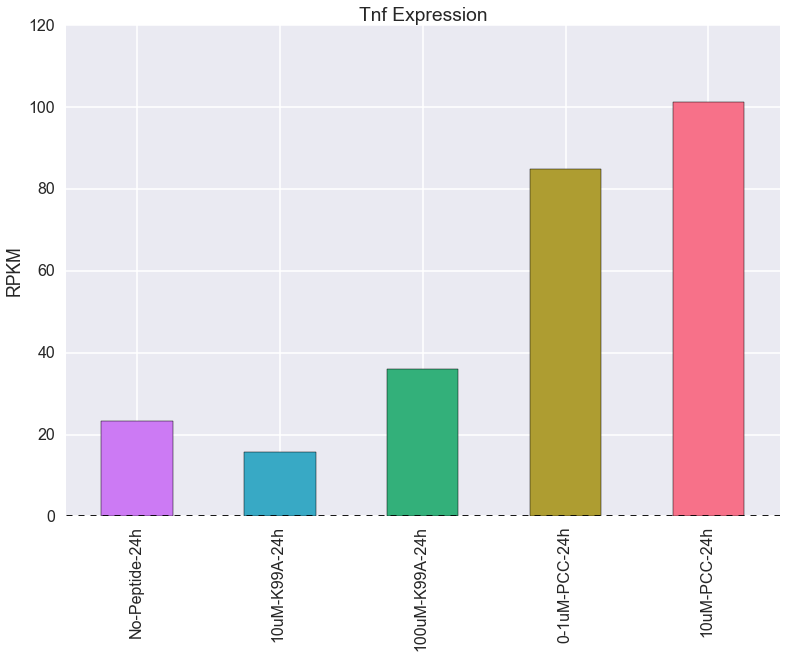 Tnf Expression
120
100
80
60
40
20
0
RPKM
No-Peptide-24h
10uM-K99A-24h
100uM-K99A-24h
0-1uM-PCC-24h
10uM-PCC-24h